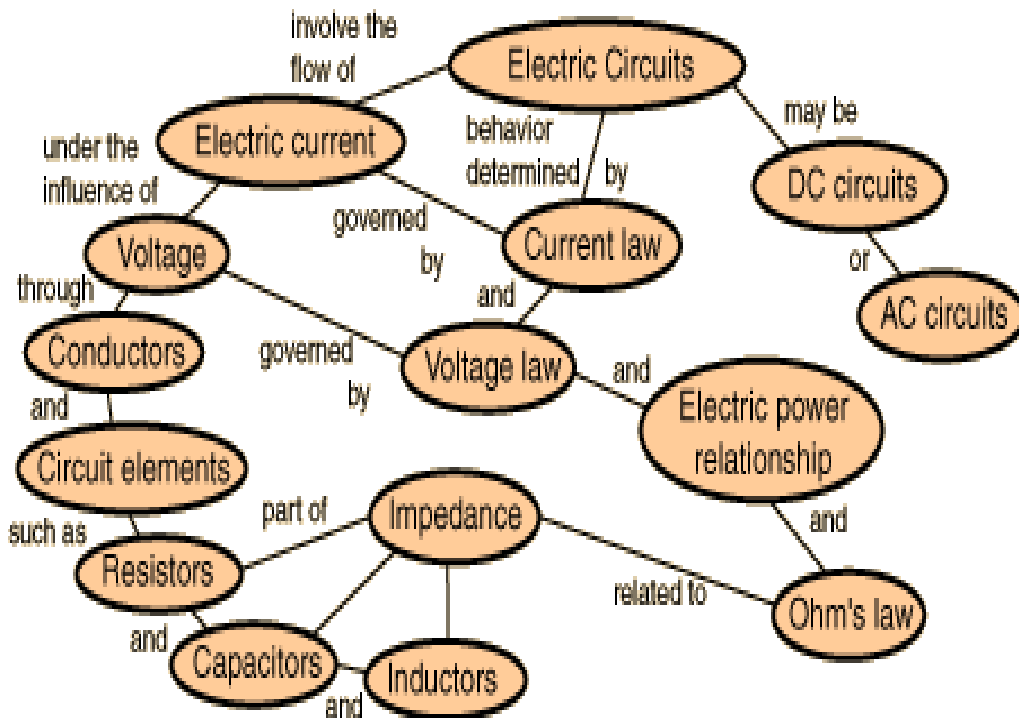 involve the
flow of
Electric Circuits
Electric current
behavior
determined by
may be
under the
influence of
DC circuits
governed
by
Current law
Voltage
or
through
and
AC circuits
Conductors
governed
by
Voltage law
and
and
Electric power
relationship
Circuit elements
such as
part of
Impedance
and
Resistors
related to
Ohm's law
and
Capacitors
and
Inductors